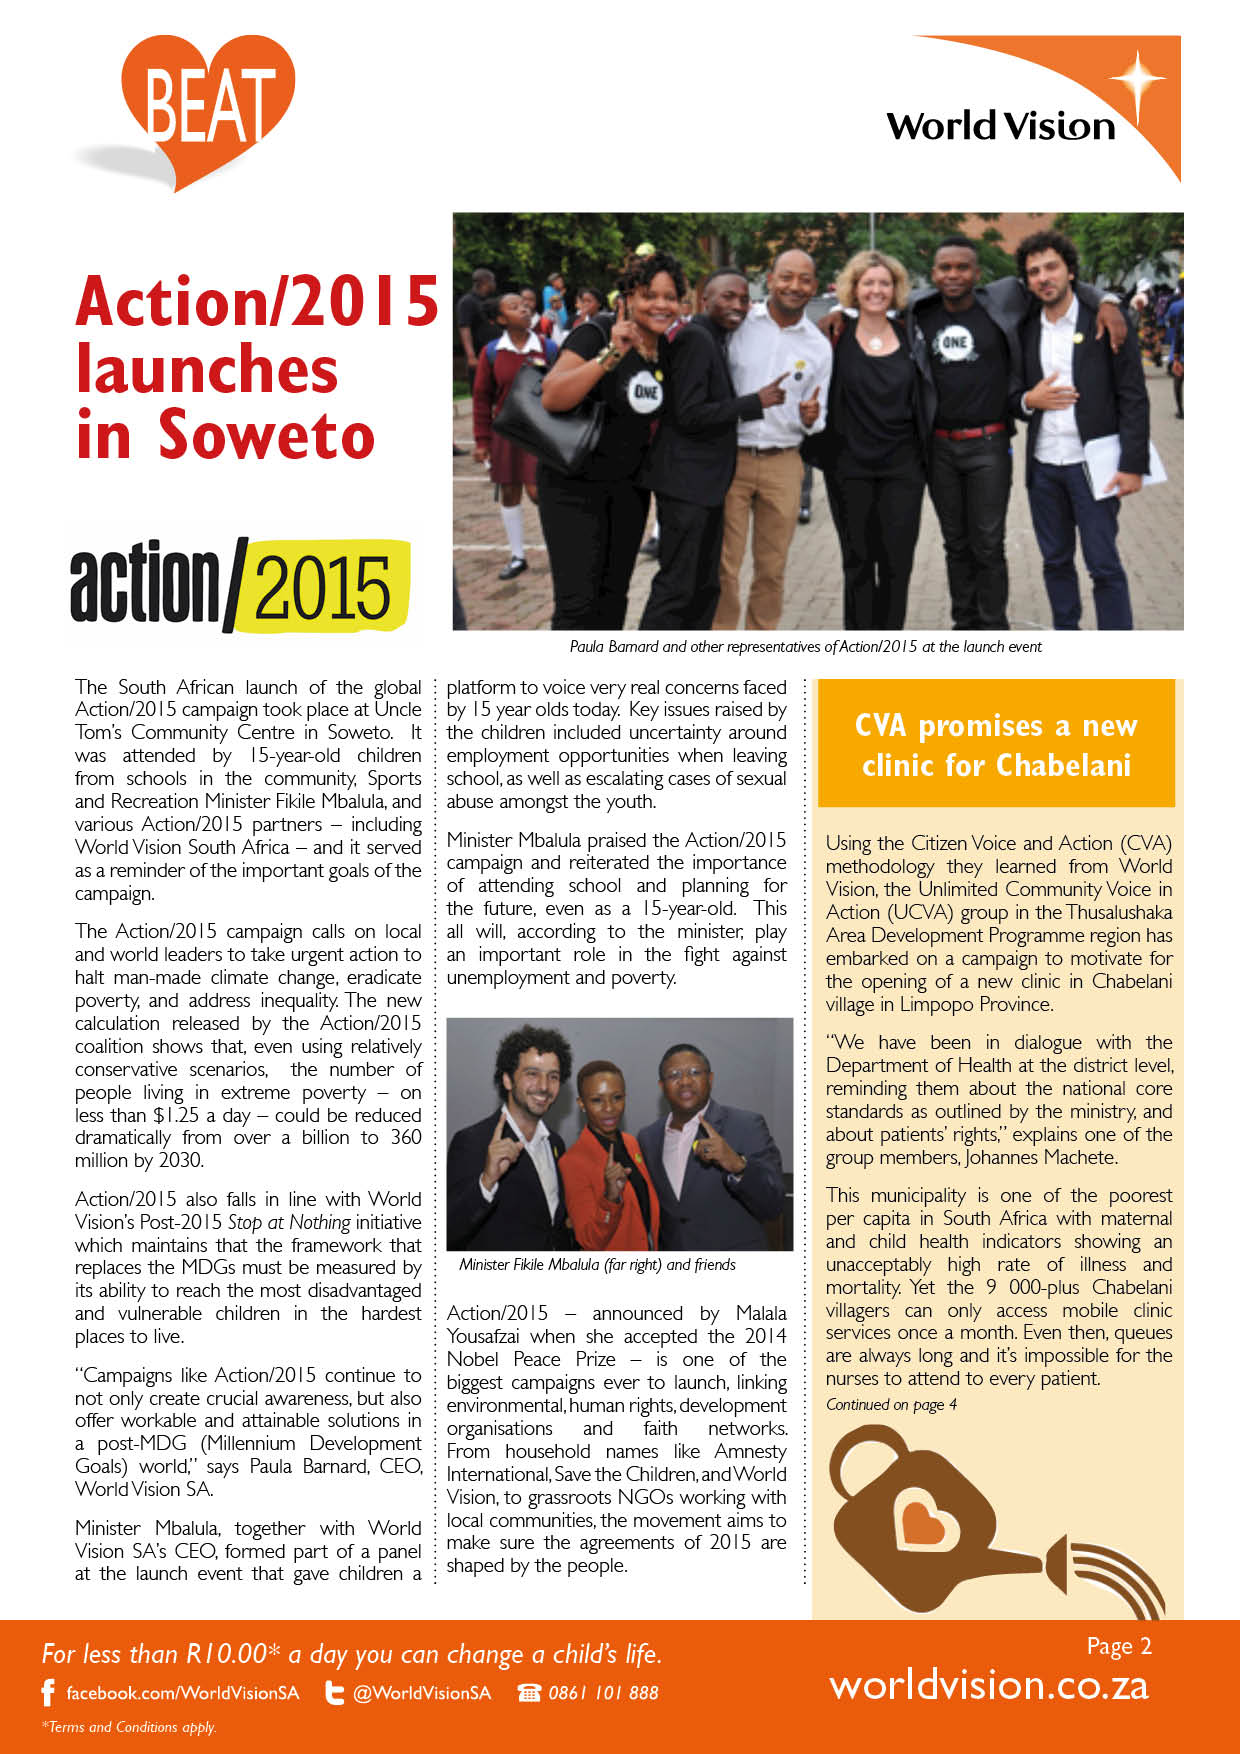 BEAT
World Vision
Action/2015
launches
in Soweto
action/2015
ONE
ONE
Paula Barnard and other representatives of Action/2015 at the launch event
The South African launch of the global
Action/2015 campaign took place at Uncle
Tom's Community Centre in Soweto. It
was attended by 15-year-old children
from schools in the community, Sports
and Recreation Minister Fikile Mbalula, and
various Action/2015 partners – including
World Vision South Africa – and it served
as a reminder of the important goals of the
campaign.
The Action/2015 campaign calls on local
and world leaders to take urgent action to
halt man-made climate change, eradicate
poverty, and address inequality. The new
calculation released by the Action/2015
coalition shows that, even using relatively
conservative scenarios, the number of
people living in extreme poverty – on
less than $1.25 a day – could be reduced
dramatically from over a billion to 360
million by 2030.
Action/2015 also falls in line with World
Vision's Post-2015 Stop at Nothing initiative
which maintains that the framework that
replaces the MDGs must be measured by
its ability to reach the most disadvantaged
and vulnerable children in the hardest
places to live.
“Campaigns like Action/2015 continue to
not only create crucial awareness, but also
offer workable and attainable solutions in
a post-MDG (Millennium Development
Goals) world,” says Paula Barnard, CEO,
World Vision SA.
Minister Mbalula, together with World
Vision SA's CEO, formed part of a panel
at the launch event that gave children a
platform to voice very real concerns faced
by 15 year olds today. Key issues raised by
the children included uncertainty around
employment opportunities when leaving
school, as well as escalating cases of sexual
abuse amongst the youth.
Minister Mbalula praised the Action/2015
campaign and reiterated the importance
of attending school and planning for
the future, even as a 15-year-old. This
all will, according to the minister, play
an important role in the fight against
unemployment and poverty.
Minister Fikile Mbalula (far right) and friends
Action/2015 – announced by Malala
Yousafzai when she accepted the 2014
Nobel Peace Prize – is one of the
biggest campaigns ever to launch, linking
environmental, human rights, development
organisations and faith networks.
From household names like Amnesty
International, Save the Children, and World
Vision, to grassroots NGOs working with
local communities, the movement aims to
make sure the agreements of 2015 are
shaped by the people.
CVA promises a new
clinic for Chabelani
Using the Citizen Voice and Action (CVA)
methodology they learned from World
Vision, the Unlimited Community Voice in
Action (UCVA) group in the Thusalushaka
Area Development Programme region has
embarked on a campaign to motivate for
the opening of a new clinic in Chabelani
village in Limpopo Province.
“We have been in dialogue with the
Department of Health at the district level,
reminding them about the national core
standards as outlined by the ministry, and
about patients' rights,” explains one of the
group members, Johannes Machete.
This municipality is one of the poorest
per capita in South Africa with maternal
and child health indicators showing an
unacceptably high rate of illness and
mortality. Yet the 9 000-plus Chabelani
villagers can only access mobile clinic
services once a month. Even then, queues
are always long and it's impossible for the
nurses to attend to every patient.
Continued on page 4
For less than R10.00* a day you can change a child's life.
facebook.com/WorldVisionSA @WorldVisionSA 0861 101 888
*Terms and Conditions apply.
Page 2
worldvision.co.za